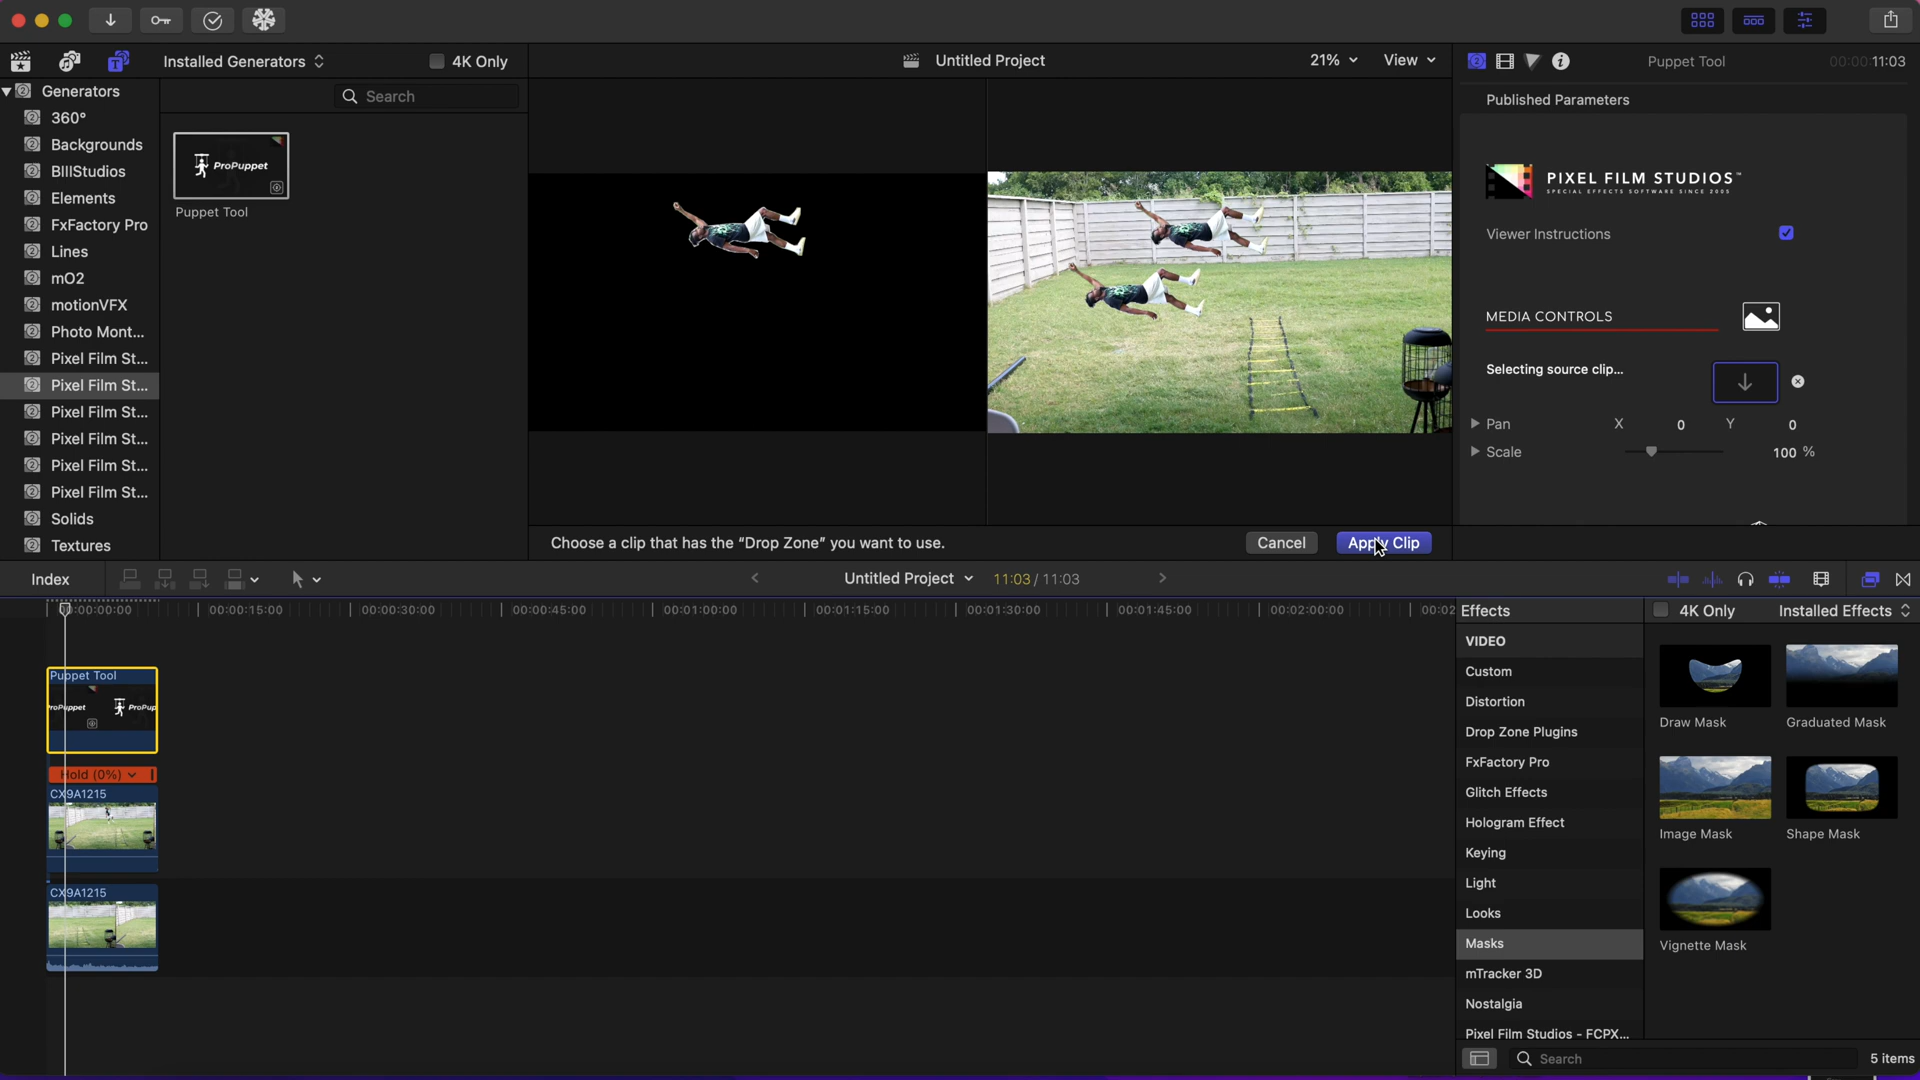 Installed Generators
4K Only
Untitled Project
21%
View
Puppet Tool
00:00:11:03
Generators
Search
Published Parameters
360°
Backgrounds
BIIIStudios
Elements
FxFactory Pro
Lines
mO2
motionVFX
Photo Mont...
Pixel Film St...
Pixel Film St...
Pixel Film St...
Pixel Film St...
Pixel Film St...
Pixel Film St...
Solids
Textures
ProPuppet
Puppet Tool
PIXEL FILM STUDIOS™
SPECIAL EFFECTS SOFTWARE SINCE 2005
Viewer Instructions
MEDIA CONTROLS
Selecting source clip...
Pan X 0 Y 0
Scale 100 %
Choose a clip that has the "Drop Zone" you want to use.
Cancel
Apply Clip
Index
Untitled Project
11:03 / 11:03
00:00:15:00
00:00:30:00
00:00:45:00
00:01:00:00
00:01:15:00
00:01:30:00
00:01:45:00
00:02:00:00
00:02
Puppet Tool
roPuppet
ProPup
Hold (0%)
CX9A1215
CX9A1215
Effects
4K Only
Installed Effects
VIDEO
Custom
Distortion
Drop Zone Plugins
FxFactory Pro
Glitch Effects
Hologram Effect
Keying
Light
Looks
Masks
mTracker 3D
Nostalgia
Pixel Film Studios - FCPX...
Draw Mask
Graduated Mask
Image Mask
Shape Mask
Vignette Mask
Search
5 items